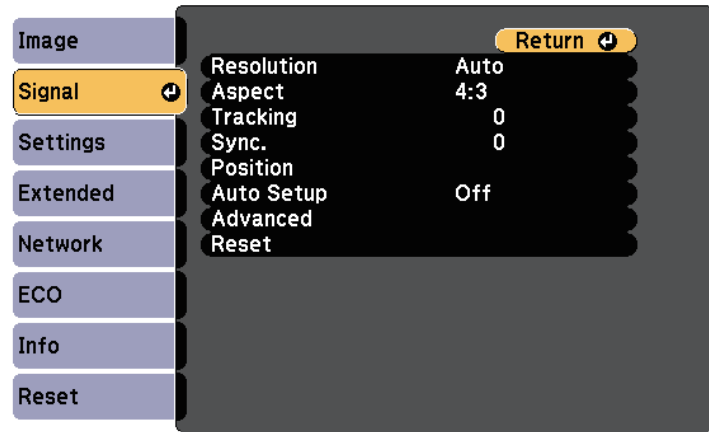 Image
Signal
Settings
Extended
Network
ECO
Info
Reset
Return
Resolution Auto
Aspect 4:3
Tracking 0
Sync. 0
Position
Auto Setup Off
Advanced
Reset